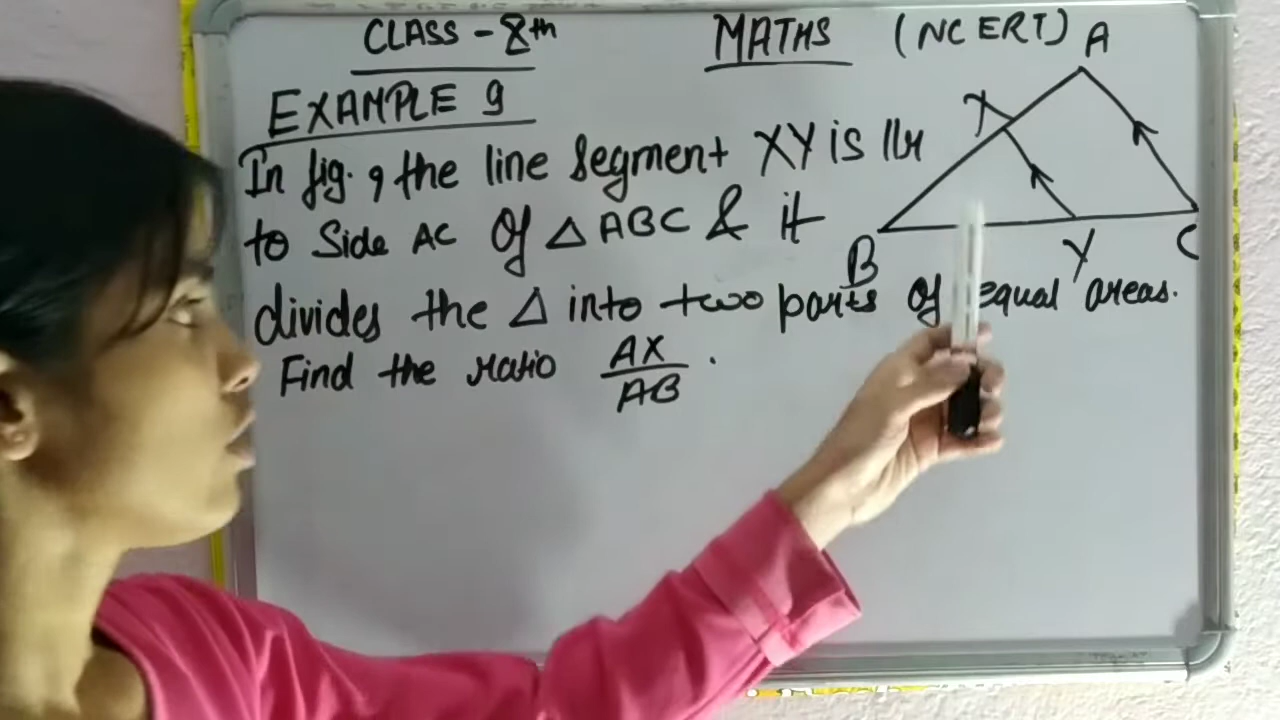 CLASS - 8th MATHS (NCERT)
EXAMPLE 9
In fig. 9 the line segment XY is llr
to Side AC Of △ ABC & it
divides the △ into two parts of equal areas.
Find the ratio AX/AB.
A
X
B
Y
C